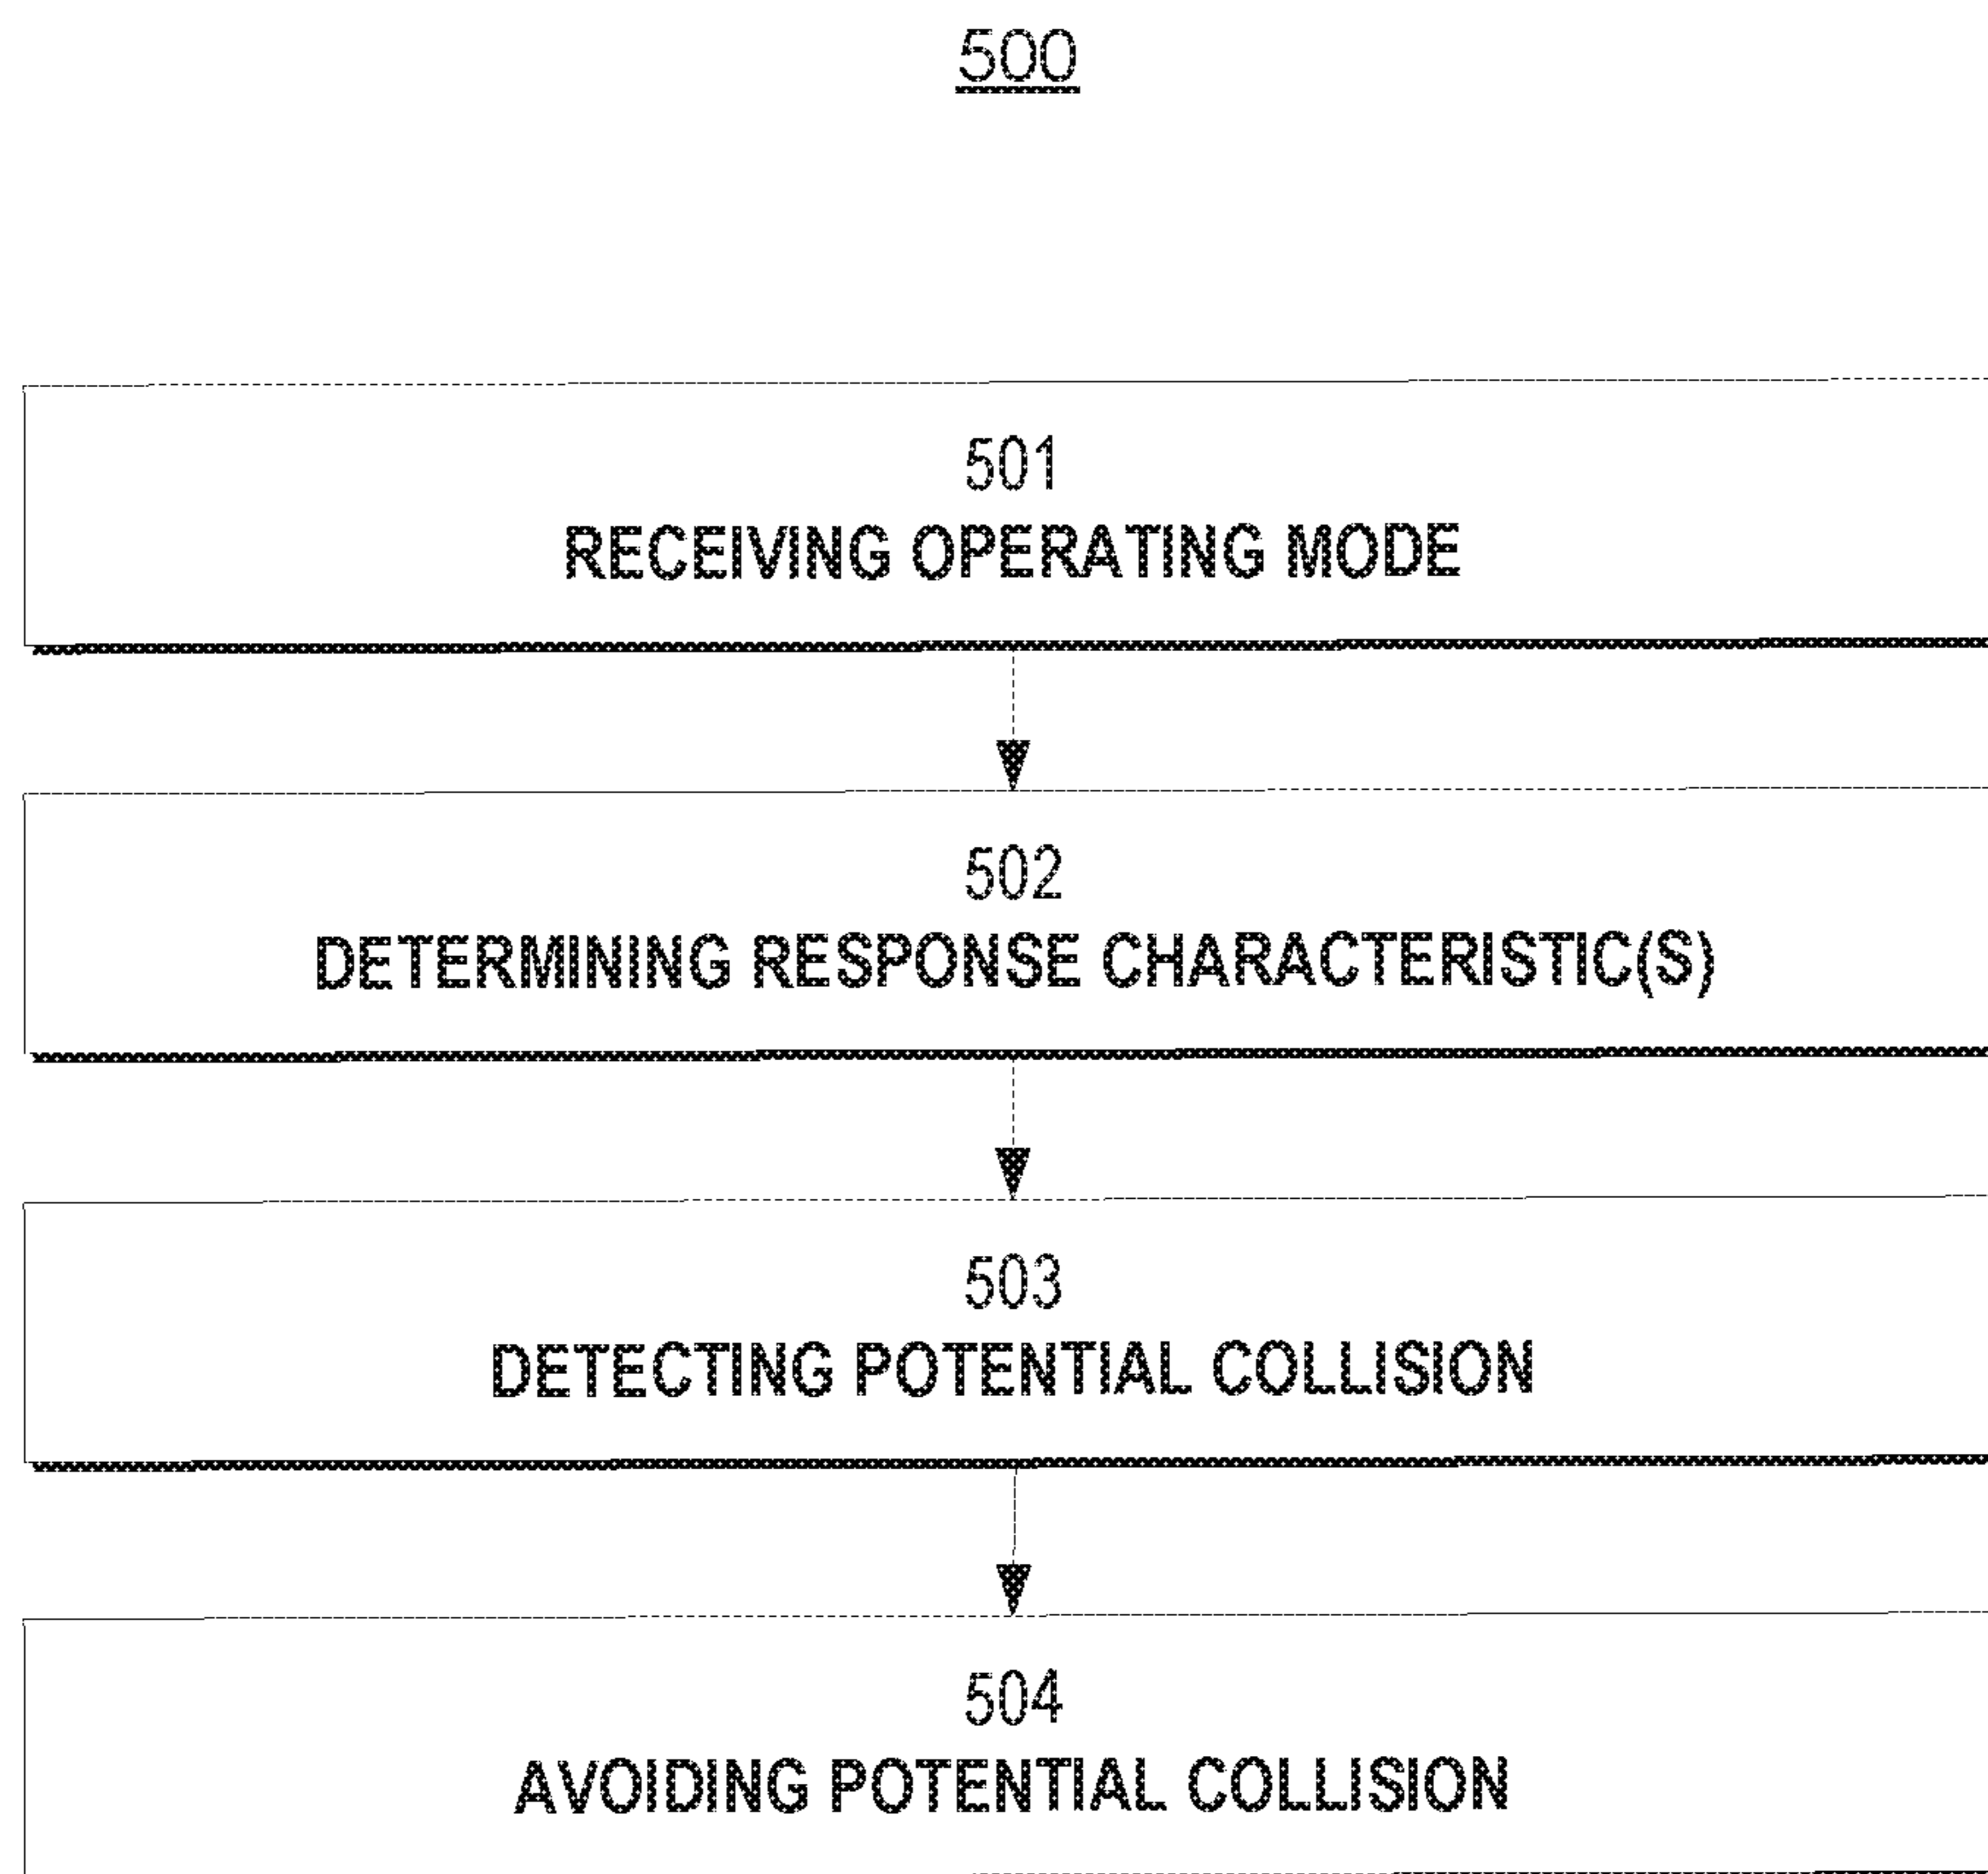 500
501
RECEIVING OPERATING MODE
502
DETERMINING RESPONSE CHARACTERISTIC(S)
503
DETECTING POTENTIAL COLLISION
504
AVOIDING POTENTIAL COLLISION